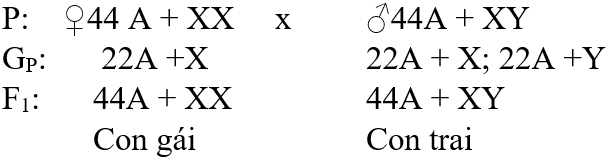 P: ♀44 A + XX x ♂44A + XY
GP: 22A +X 22A + X; 22A +Y
F1: 44A + XX 44A + XY
Con gái Con trai